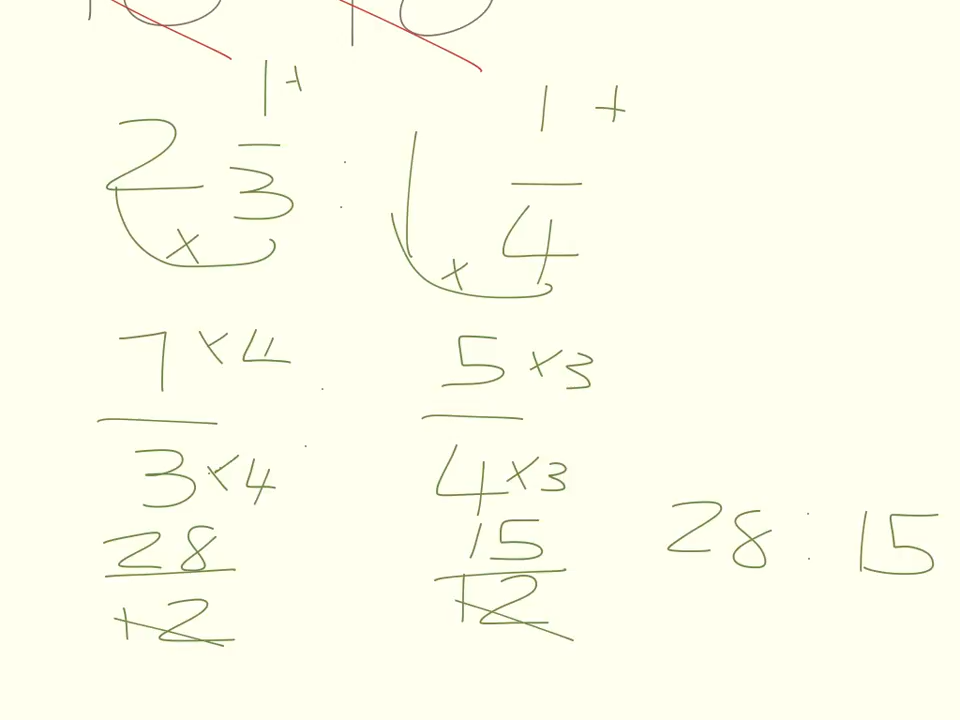 1+ 1 +
2 3 : 1 4
x x
7 x 4 : 5 x 3
3 x 4 4 x 3
28 15
12 12
28 : 15